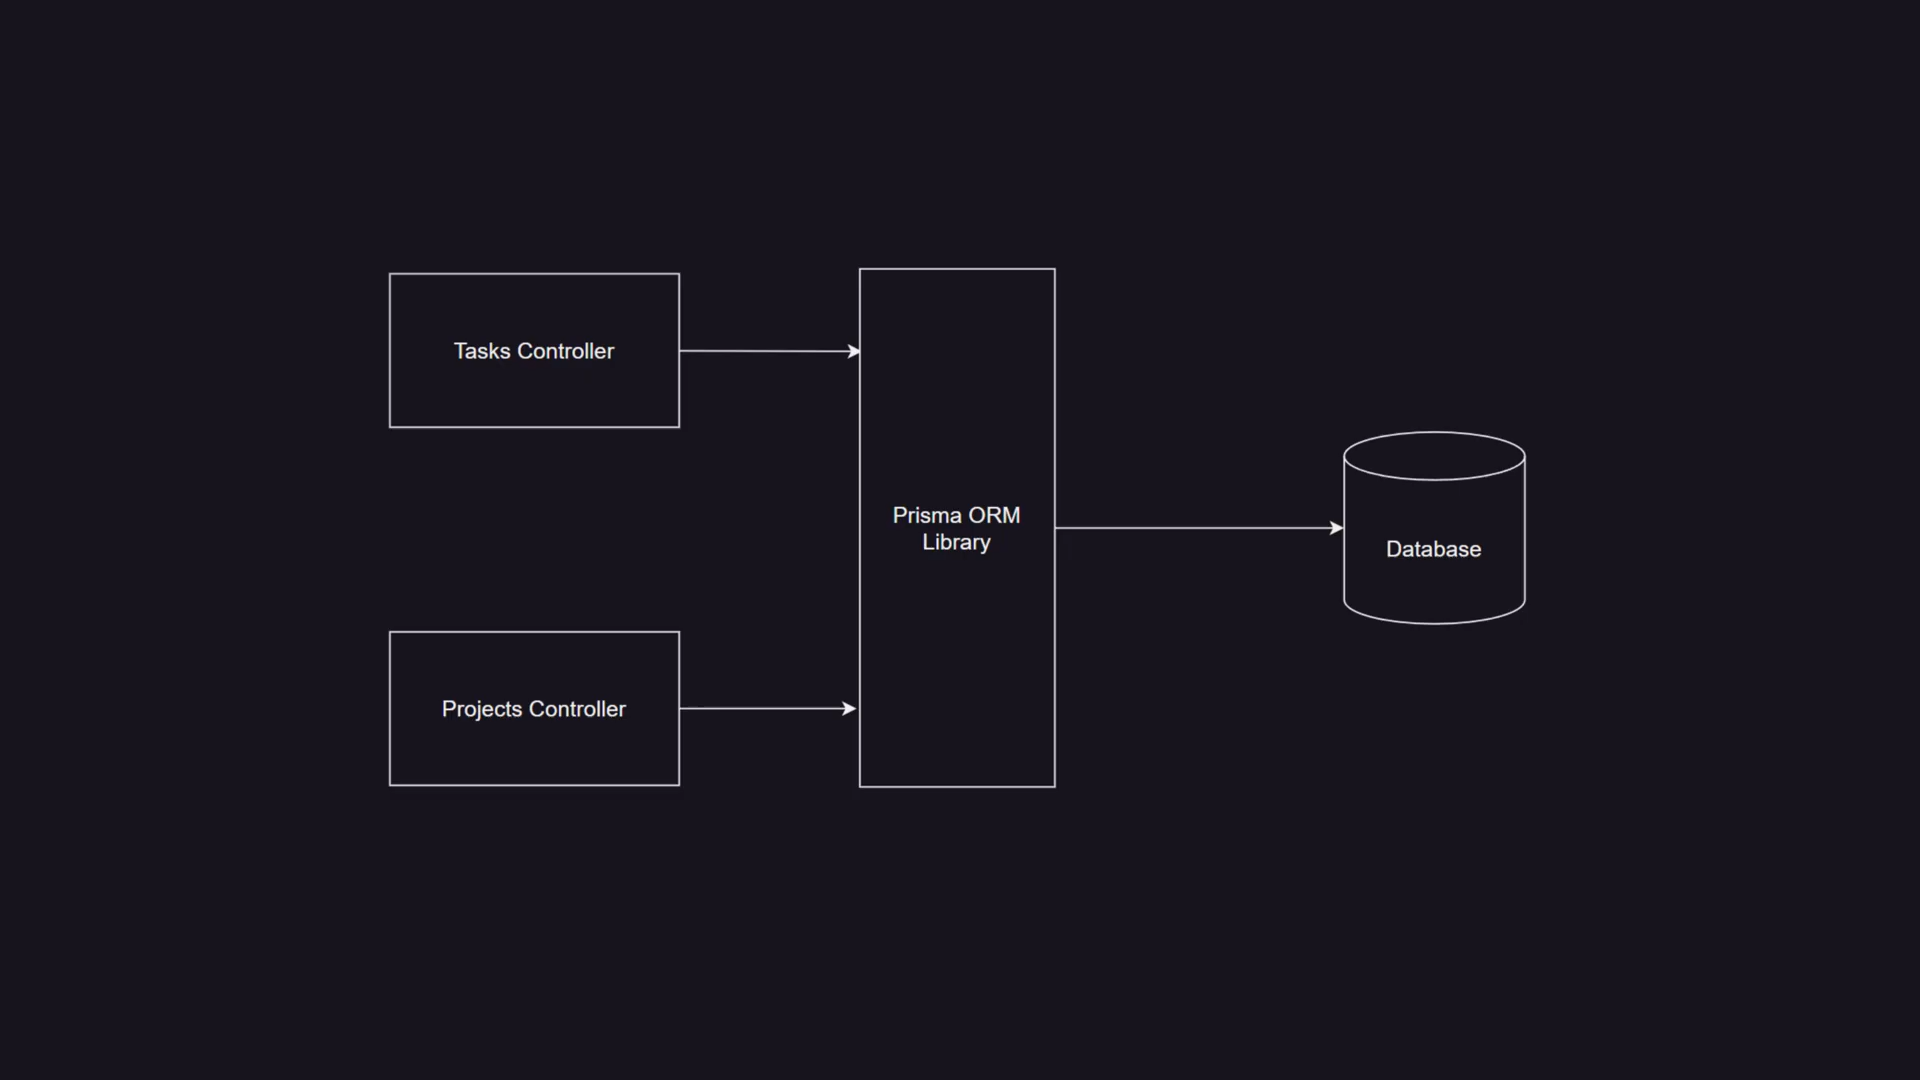 Tasks Controller
Prisma ORM
Library
Database
Projects Controller